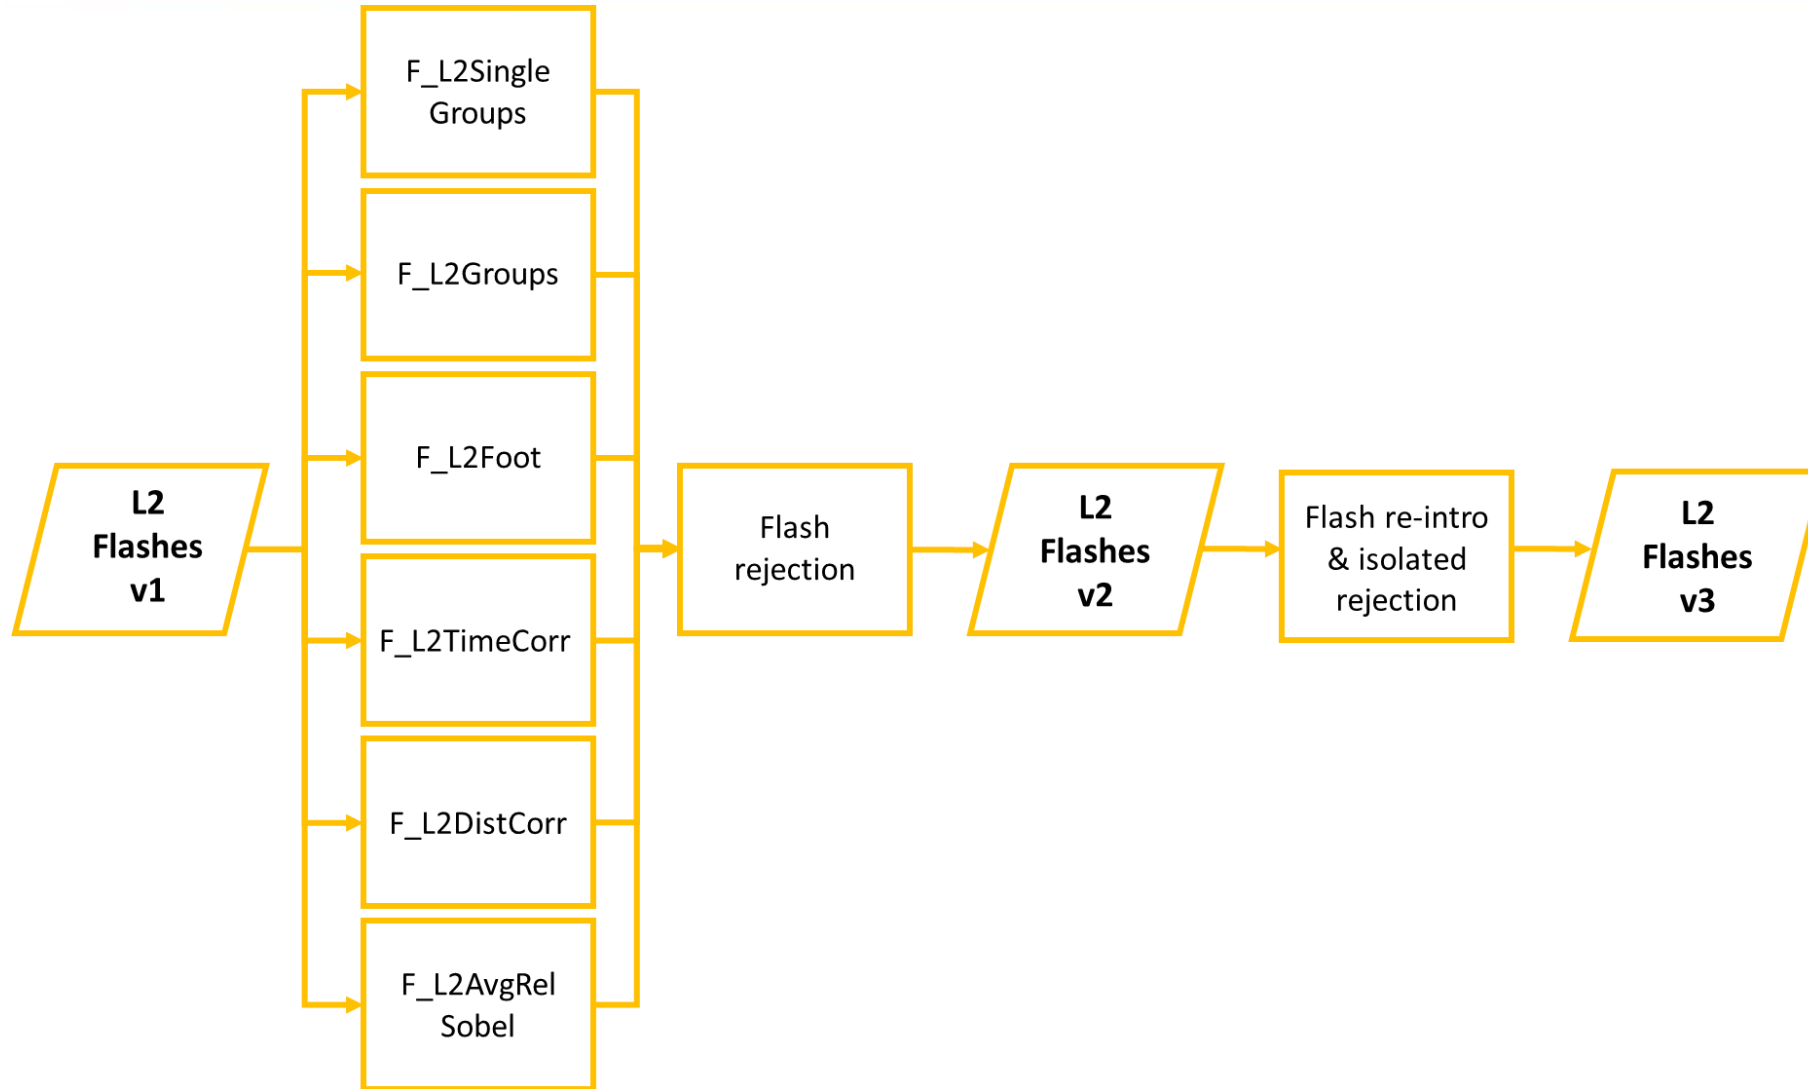 F_L2Single
Groups
F_L2Groups
F_L2Foot
F_L2TimeCorr
F_L2DistCorr
F_L2AvgRel
Sobel
L2
Flashes
v1
Flash
rejection
L2
Flashes
v2
Flash re-intro
& isolated
rejection
L2
Flashes
v3